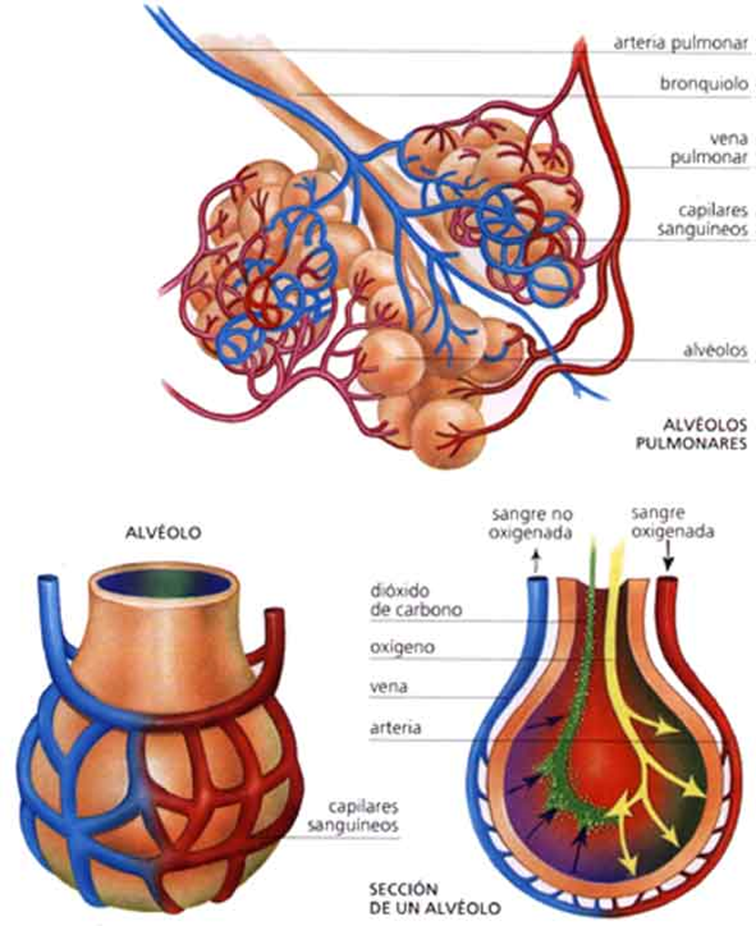 arteria pulmonar
bronquiolo
vena
pulmonar
capilares
sanguíneos
alvéolos
ALVÉOLOS
PULMONARES
ALVÉOLO
capilares
sanguíneos
sangre no
oxigenada
sangre
oxigenada
dióxido
de carbono
oxígeno
vena
arteria
SECCIÓN
DE UN ALVÉOLO